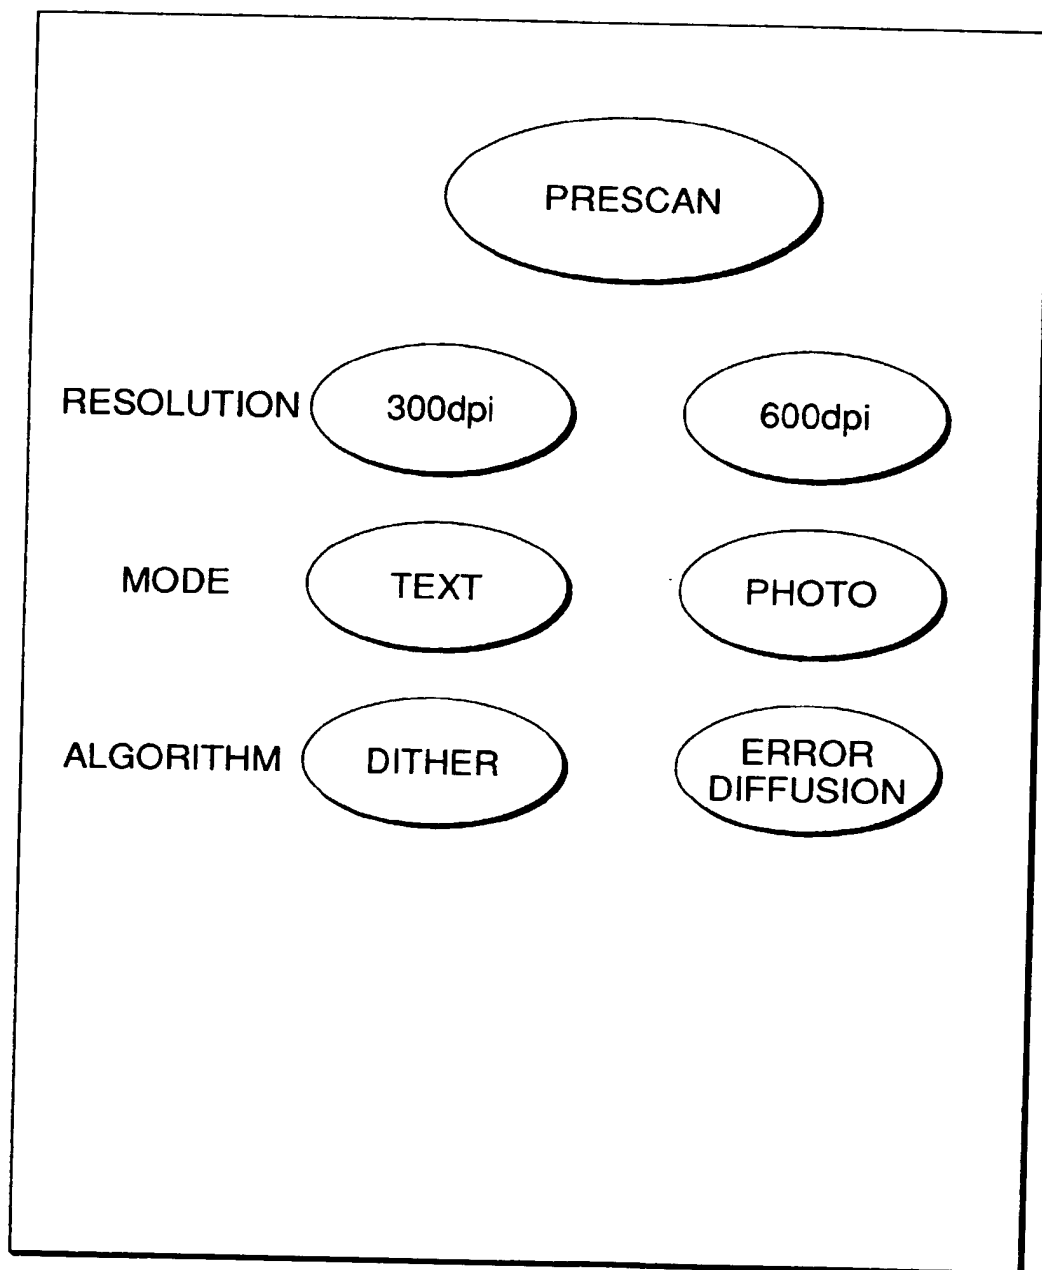 PRESCAN
RESOLUTION 300dpi 600dpi
MODE TEXT PHOTO
ALGORITHM DITHER ERROR
DIFFUSION